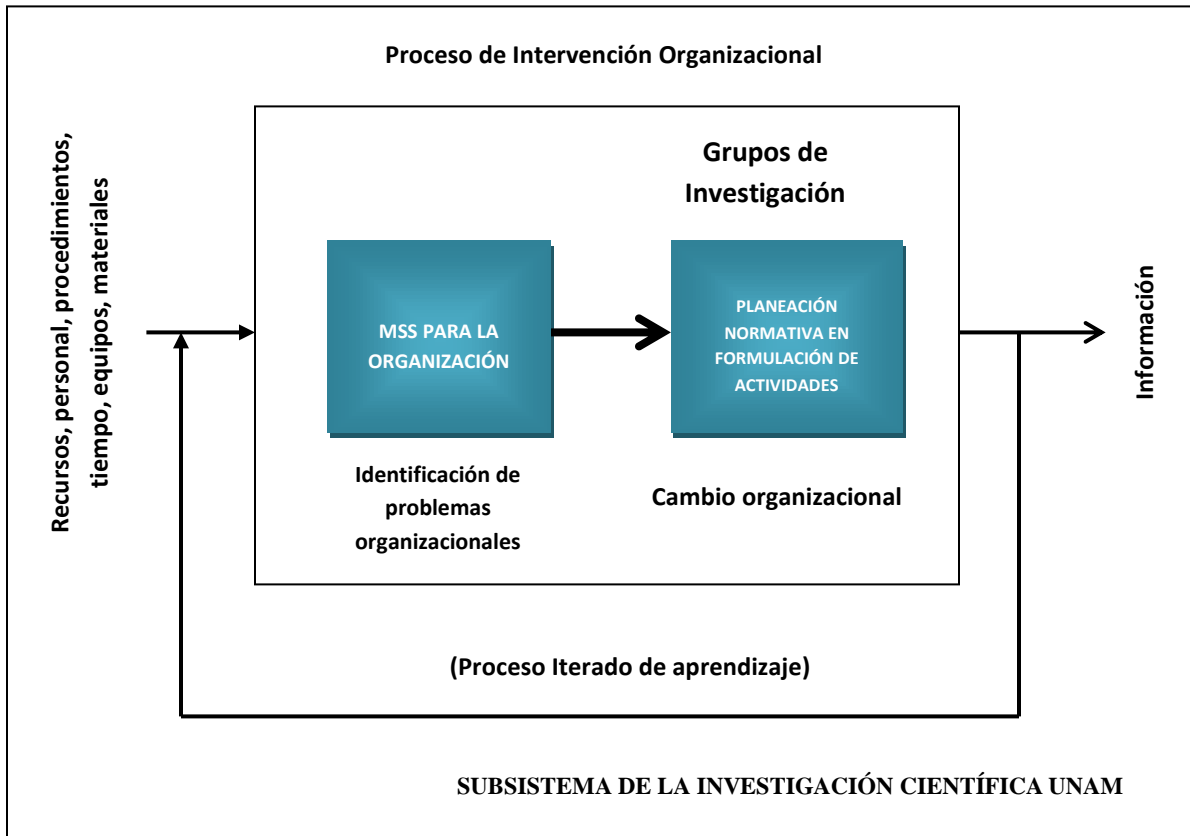 Proceso de Intervención Organizacional
Recursos, personal, procedimientos,
tiempo, equipos, materiales
Grupos de
Investigación
MSS PARA LA
ORGANIZACIÓN
PLANEACIÓN
NORMATIVA EN
FORMULACIÓN DE
ACTIVIDADES
Identificación de
problemas
organizacionales
Cambio organizacional
Información
(Proceso Iterado de aprendizaje)
SUBSISTEMA DE LA INVESTIGACIÓN CIENTÍFICA UNAM